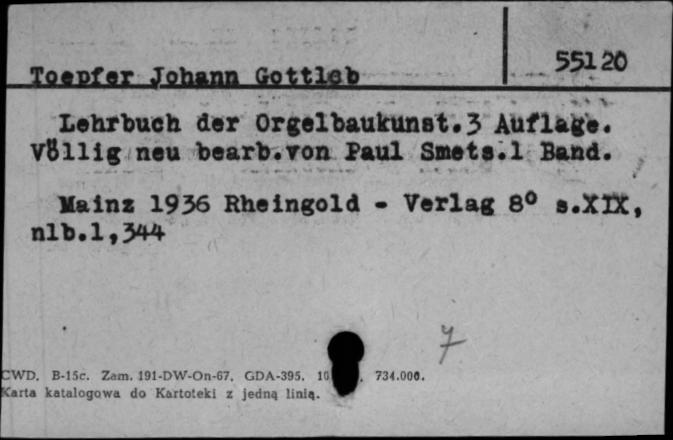 55120
Toepfer Johann Gottleb
Lehrbuch der Orgelbaukunst.3 Auflage.
Völlig neu bearb.von Paul Smets.1 Band.
Mainz 1936 Rheingold - Verlag 8° s.XIX,
nlb.1,344
7
CWD. B-15c. Zam. 191-DW-On-67. GDA-395. 734.000.
Karta katalogowa do Kartoteki z jedną linią.